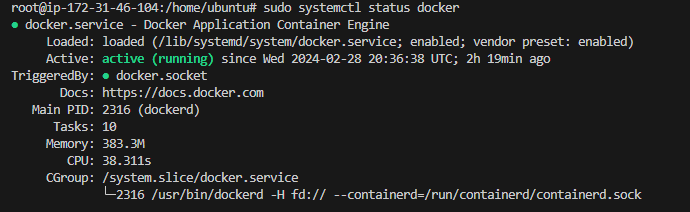 root@ip-172-31-46-104:/home/ubuntu# sudo systemctl status docker
● docker.service - Docker Application Container Engine
Loaded: loaded (/lib/systemd/system/docker.service; enabled; vendor preset: enabled)
Active: active (running) since Wed 2024-02-28 20:36:38 UTC; 2h 19min ago
TriggeredBy: ● docker.socket
Docs: https://docs.docker.com
Main PID: 2316 (dockerd)
Tasks: 10
Memory: 383.3M
CPU: 38.311s
CGroup: /system.slice/docker.service
└─2316 /usr/bin/dockerd -H fd:// --containerd=/run/containerd/containerd.sock